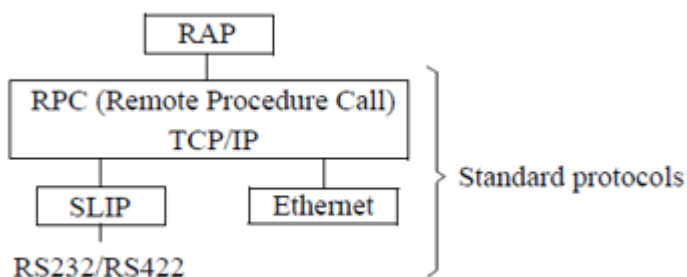 RAP
RPC (Remote Procedure Call)
TCP/IP
Standard protocols
SLIP
Ethernet
RS232/RS422